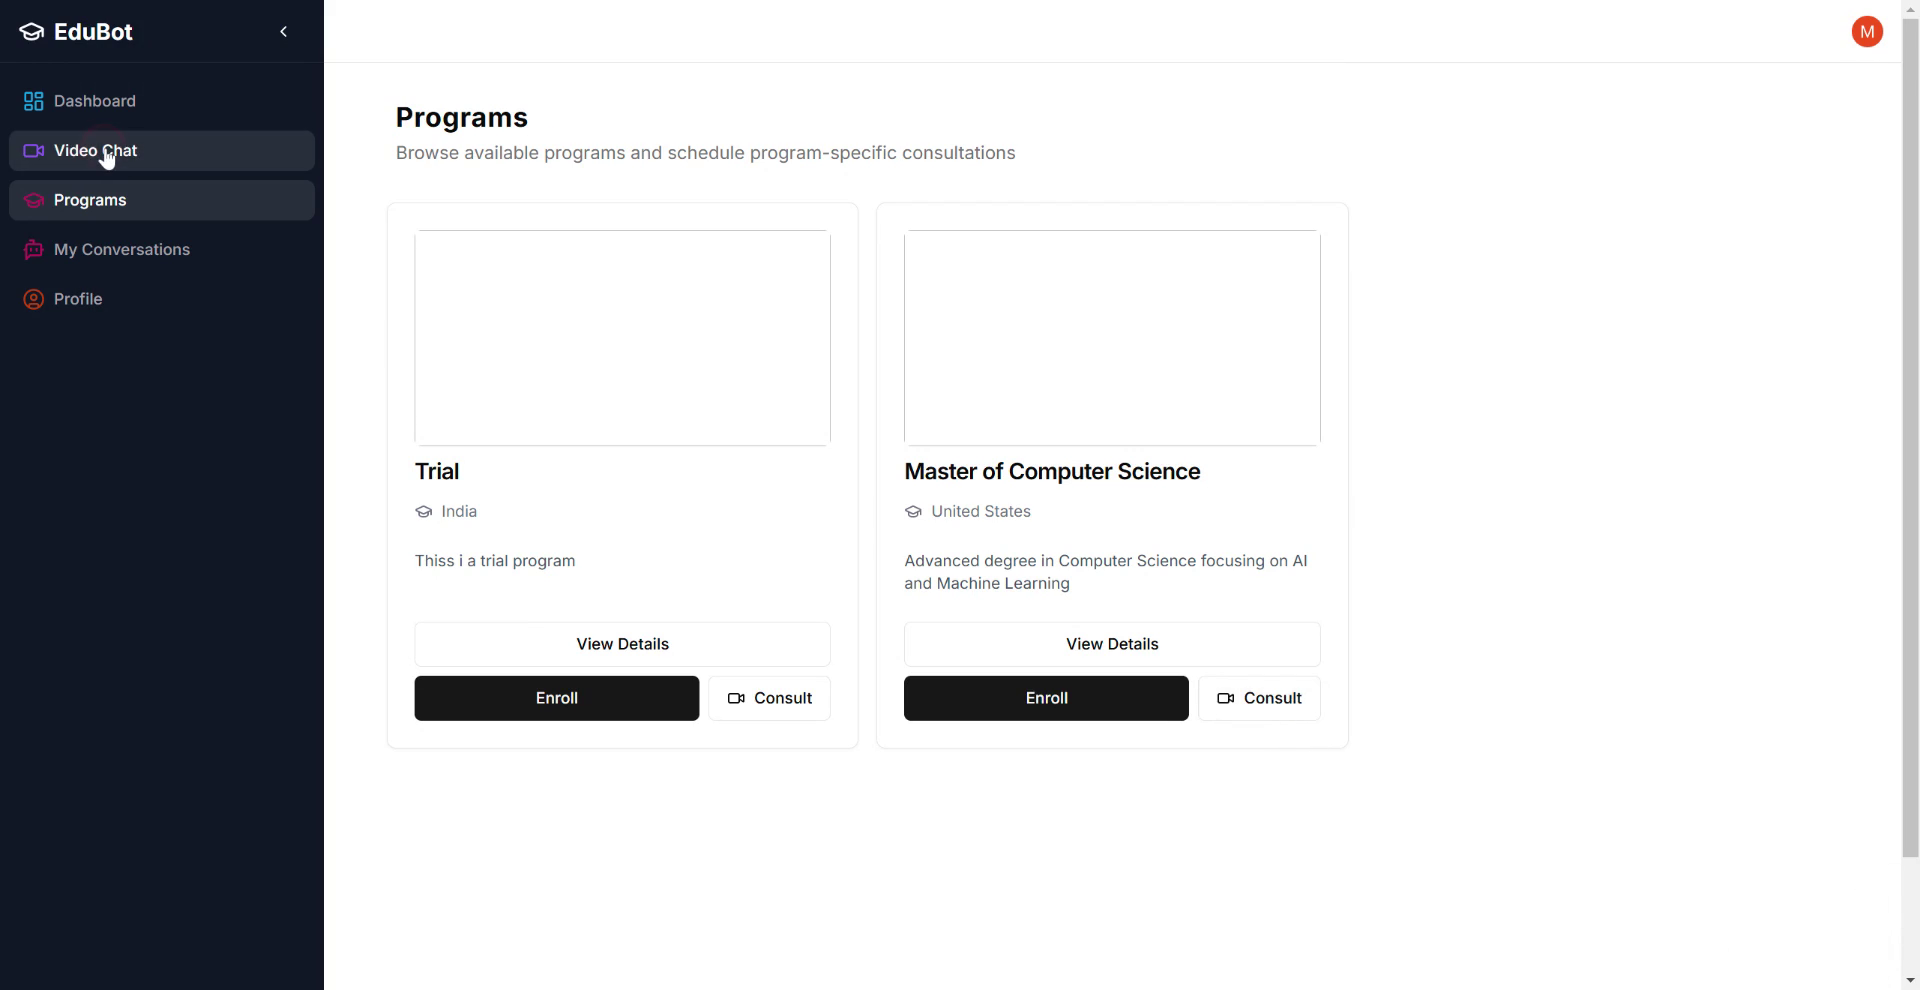 EduBot
Dashboard
Video Chat
Programs
My Conversations
Profile
M
Programs
Browse available programs and schedule program-specific consultations
Trial
India
Thiss i a trial program
View Details
Enroll
Consult
Master of Computer Science
United States
Advanced degree in Computer Science focusing on AI
and Machine Learning
View Details
Enroll
Consult